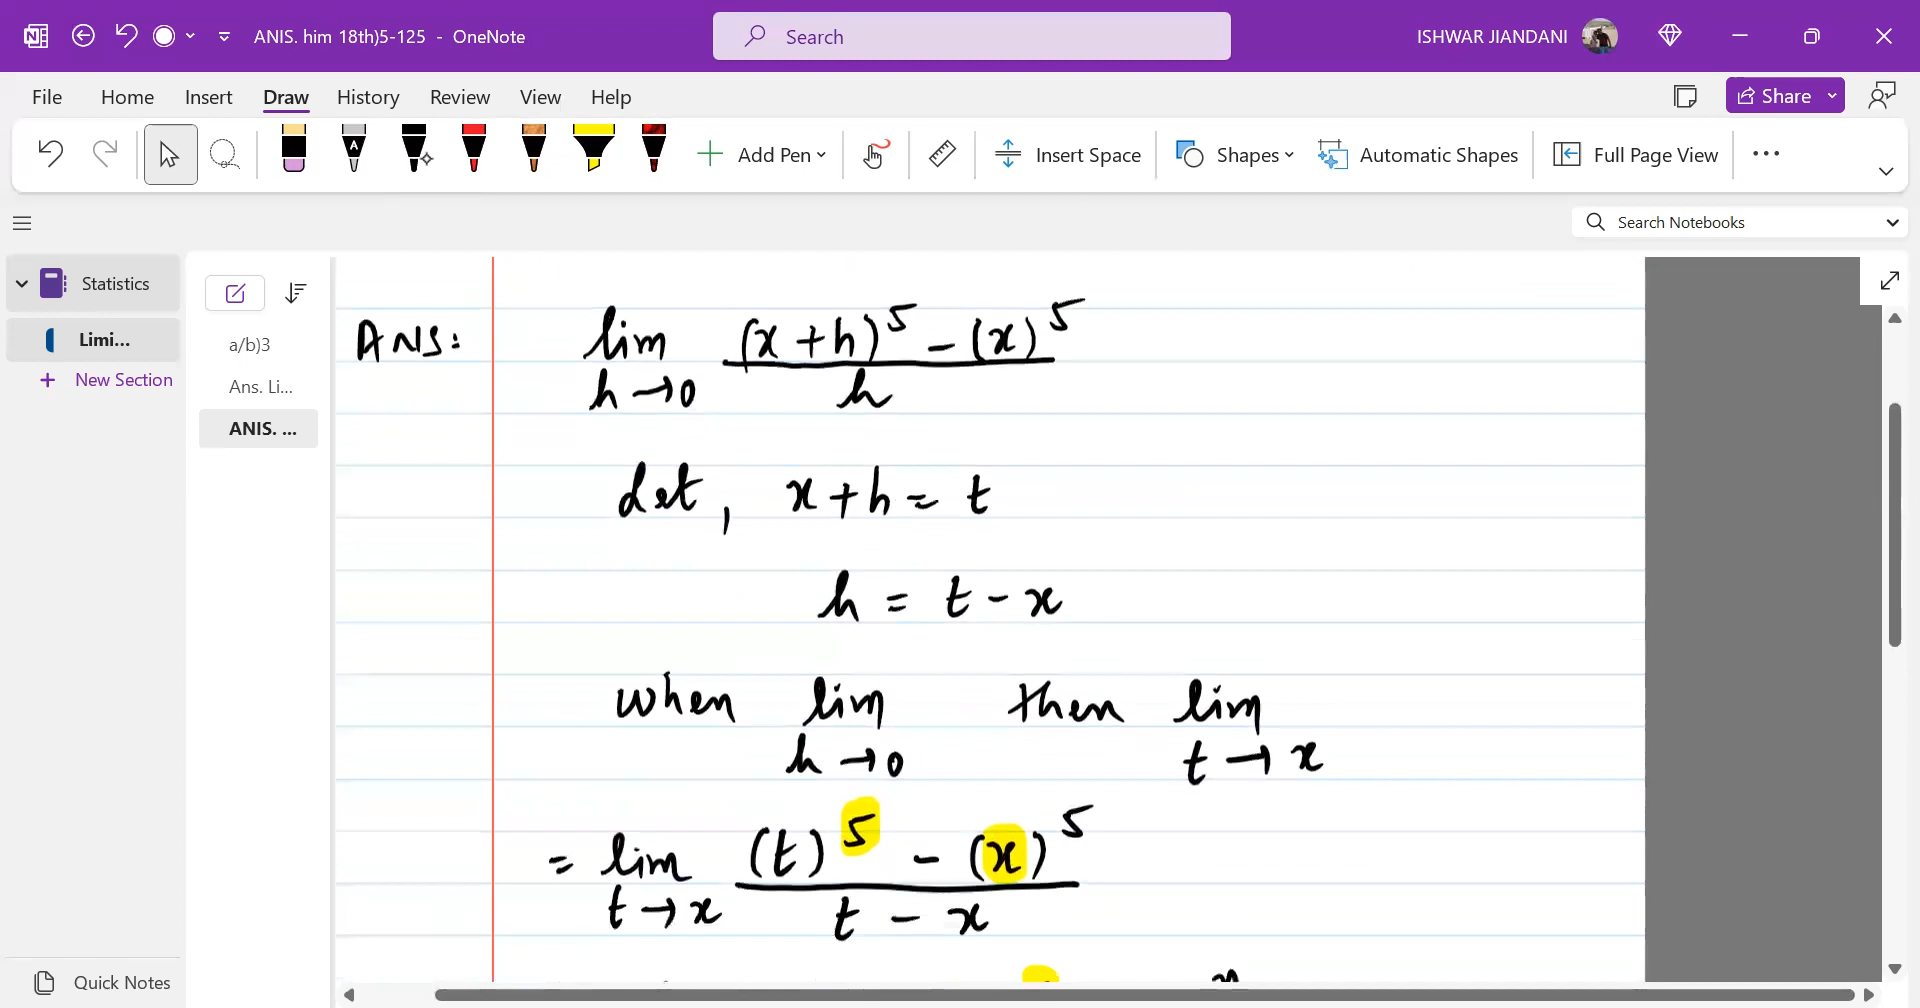 ANIS. him 18th)5-125 - OneNote
Search
ISHWAR JIANDANI
File Home Insert Draw History Review View Help
Share
A
Add Pen
Insert Space
Shapes
Automatic Shapes
Full Page View
Search Notebooks
Statistics
Limi...
New Section
a/b)3
Ans. Li...
ANIS. ...
ANS: lim (x+h)^5 - (x)^5
h→0 h
Let, x+h = t
h = t - x
when lim then lim
h→0 t→x
= lim (t)^5 - (x)^5
t→x t - x
Quick Notes